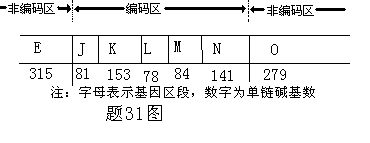 非编码区 编码区 非编码区
E J K L M N O
315 81 153 78 84 141 279
注：字母表示基因区段，数字为单链碱基数
题31图